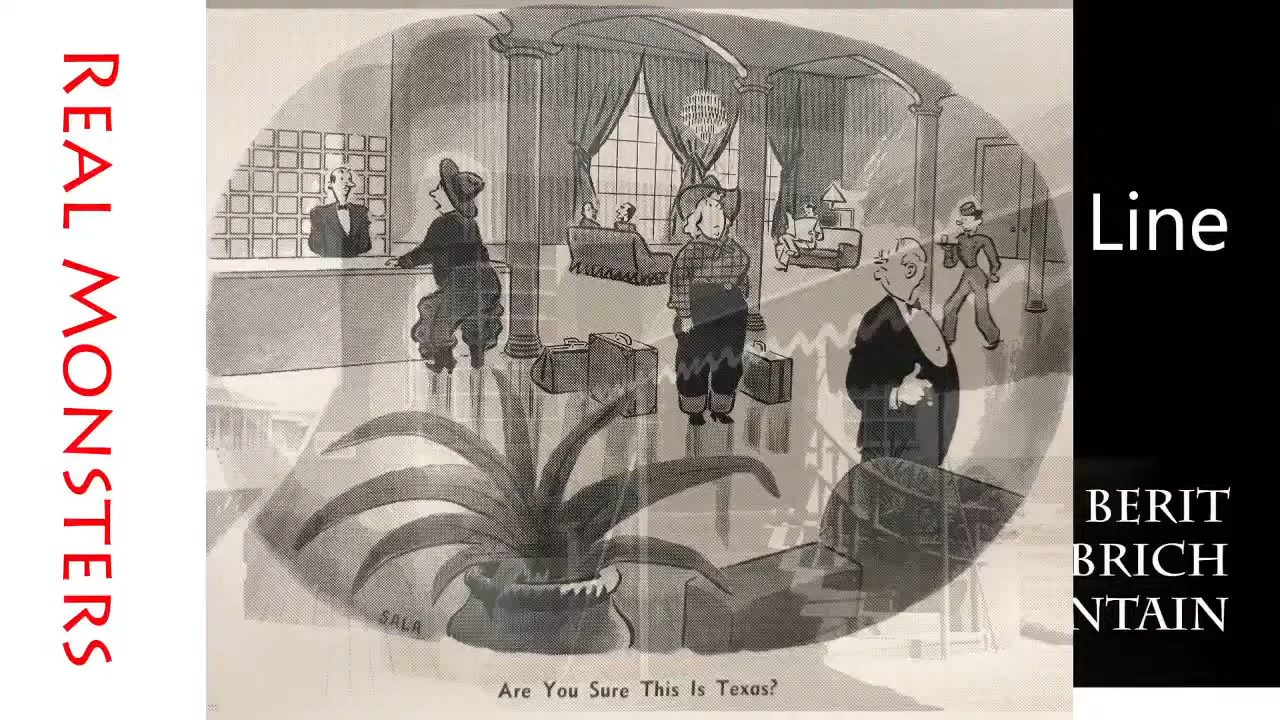 REAL MONSTERS
Line
BERIT
BRICH
NTAIN
SALA
Are You Sure This Is Texas?